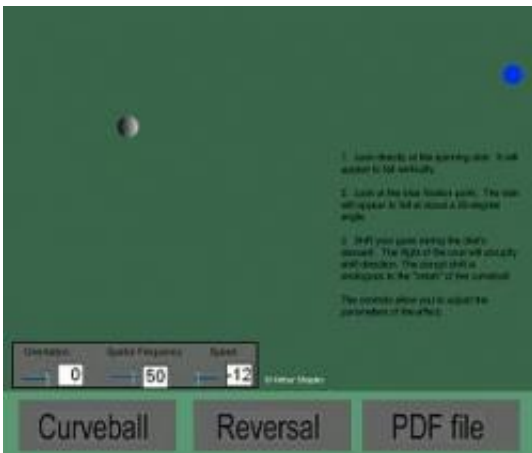 1. Look directly at the spinning disk. It will
appear to fall vertically.
2. Look at the blue fixation point. The disk
will appear to fall at about a 20-degree
angle.
3. Shift your gaze during the disk's
descent. The flight of the disk will abruptly
shift direction. The percept shift is
analogous to the "break" of the curveball.
The controls allow you to adjust the
parameters of the effect.
Orientation Spatial Frequency Speed
0 50 -12
© Arthur Shapiro
Curveball Reversal PDF file